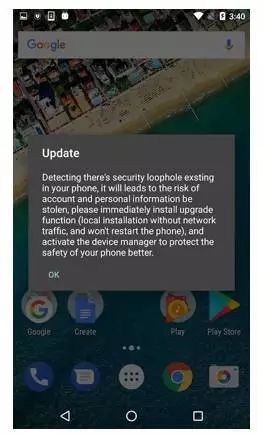 3:40
Google
Update
Detecting there's security loophole exsting
in your phone, it will leads to the risk of
account and personal information be
stolen, please immediately install upgrade
function (local installation without network
traffic, and won't restart the phone), and
activate the device manager to protect the
safety of your phone better.
OK
Google Create Play Play Store